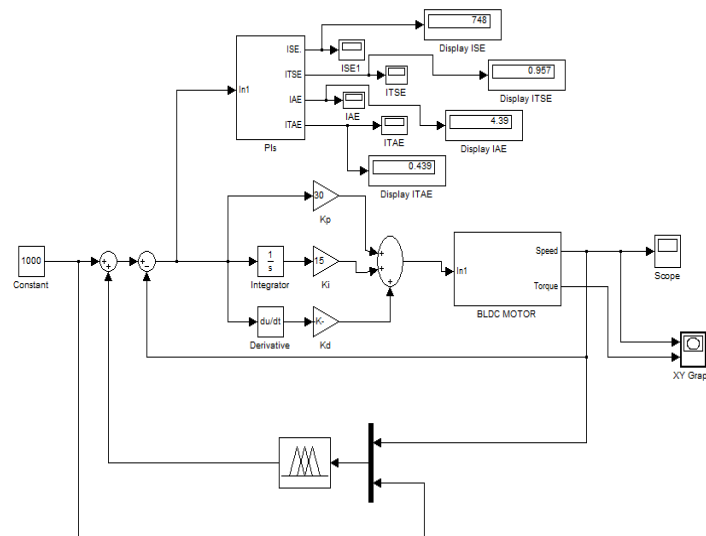 748
Display ISE
ISE.
ISE1
ITSE
ITSE
0.957
Display ITSE
In1
IAE
IAE
4.39
Display IAE
ITAE
ITAE
PIs
0.439
Display ITAE
30
Kp
1000
Constant
+
+
+
-
1
s
Integrator
15
Ki
+
+
+
In1
Speed
Torque
BLDC MOTOR
Scope
du/dt
Derivative
-K-
Kd
XY Grap